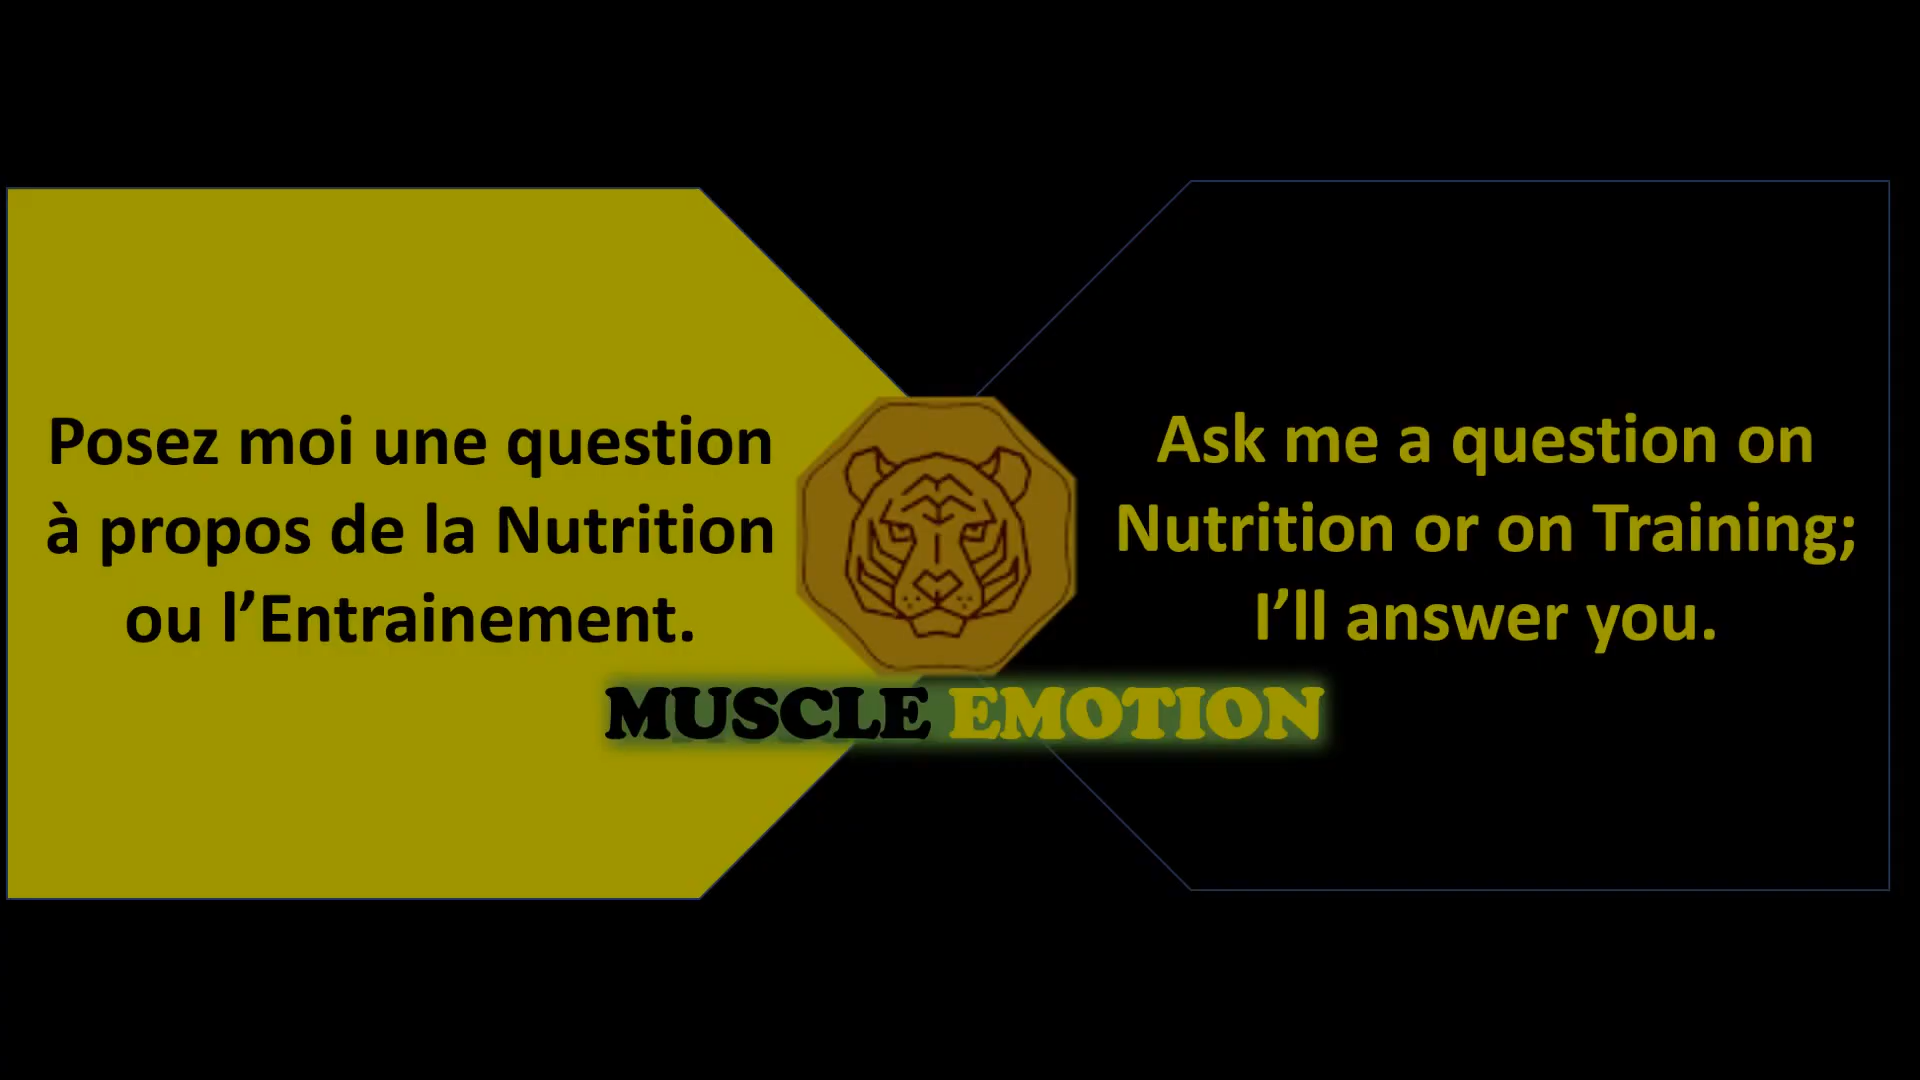 Posez moi une question
à propos de la Nutrition
ou l’Entrainement.
Ask me a question on
Nutrition or on Training;
I’ll answer you.
MUSCLE EMOTION